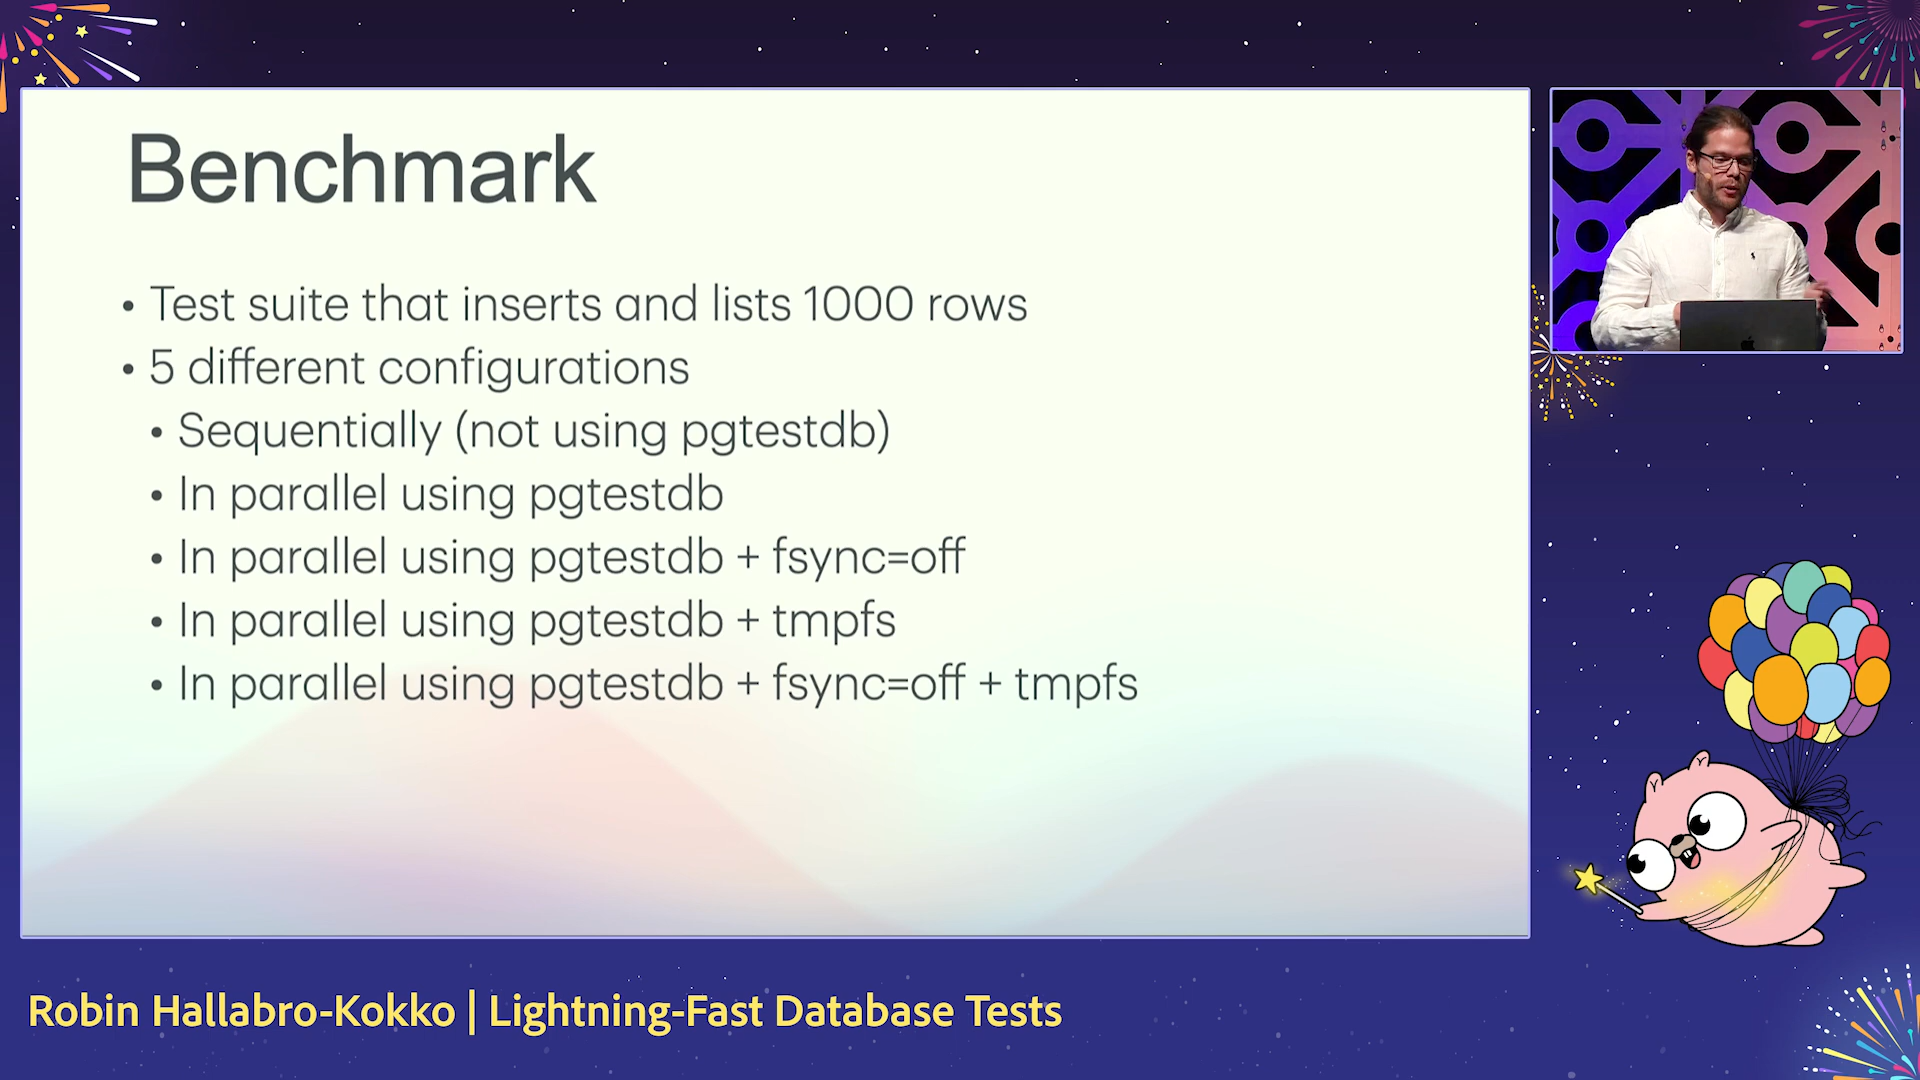 Benchmark
• Test suite that inserts and lists 1000 rows
• 5 different configurations
• Sequentially (not using pgtestdb)
• In parallel using pgtestdb
• In parallel using pgtestdb + fsync=off
• In parallel using pgtestdb + tmpfs
• In parallel using pgtestdb + fsync=off + tmpfs
Robin Hallabro-Kokko | Lightning-Fast Database Tests